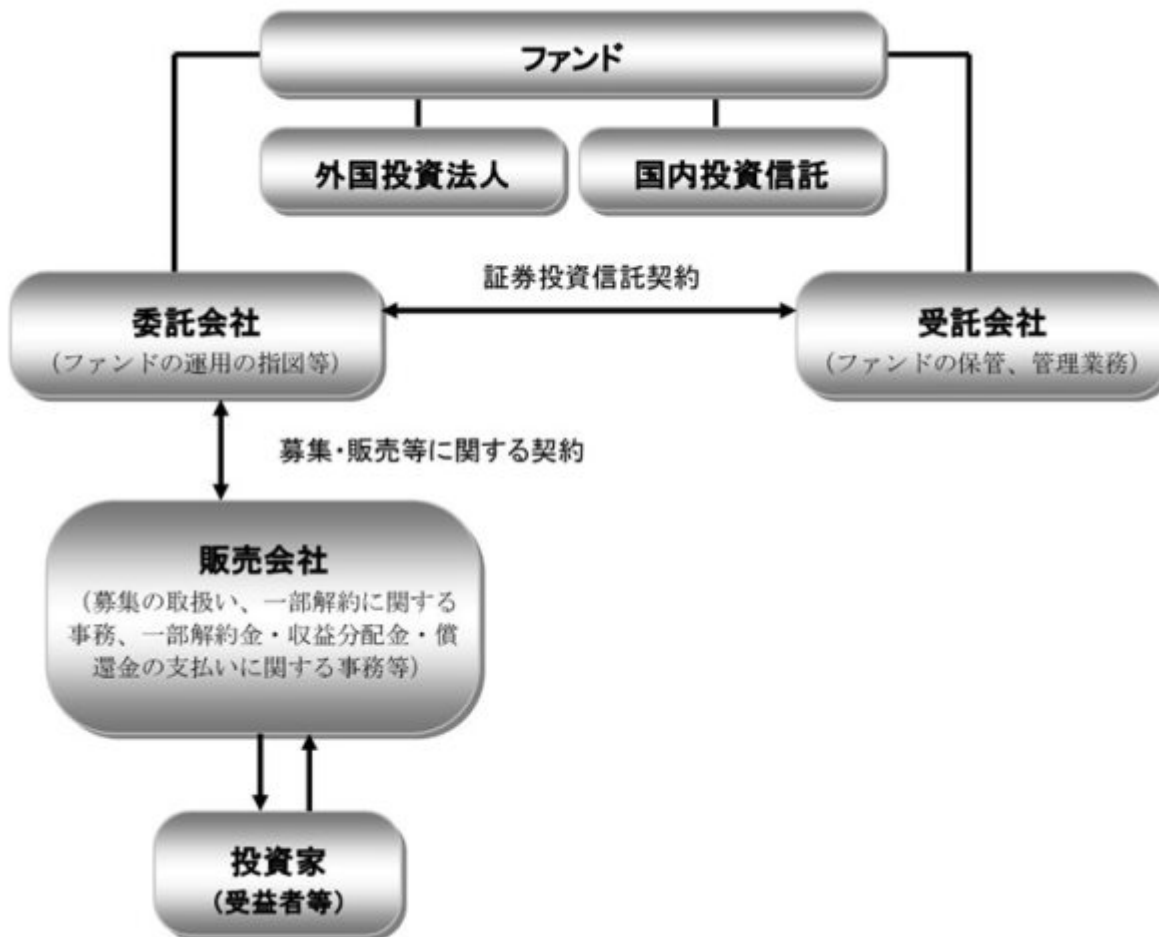 ファンド
外国投資法人
国内投資信託
証券投資信託契約
委託会社
(ファンドの運用の指図等)
受託会社
(ファンドの保管、管理業務)
募集・販売等に関する契約
販売会社
(募集の取扱い、一部解約に関する
事務、一部解約金・収益分配金・償
還金の支払いに関する事務等)
投資家
(受益者等)